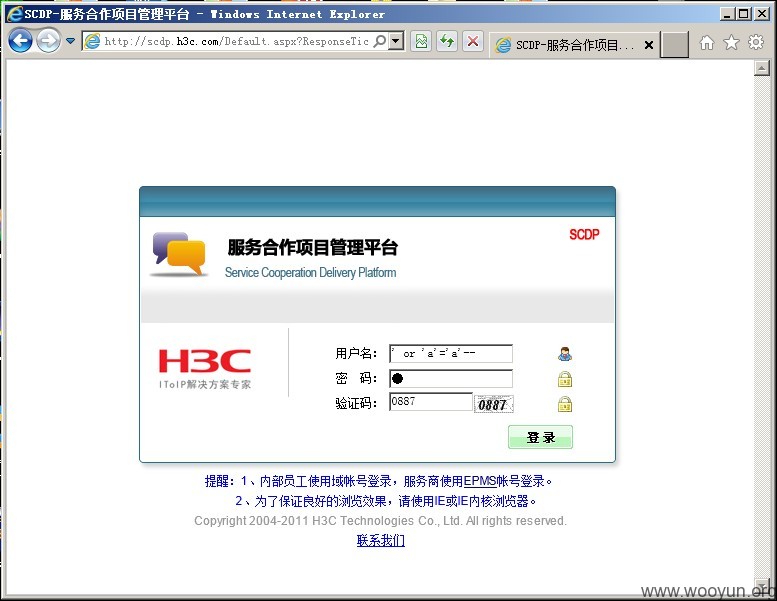 SCDP-服务合作项目管理平台 - Windows Internet Explorer
http://scdp.h3c.com/Default.aspx?ResponseTic
SCDP-服务合作项目...
SCDP
服务合作项目管理平台
Service Cooperation Delivery Platform
H3C
IToIP解决方案专家
用户名: ' or 'a'='a'--
密 码: ●
验证码: 0887 0887
登录
提醒：1、内部员工使用域帐号登录，服务商使用EPMS帐号登录。
2、为了保证良好的浏览效果，请使用IE或IE内核浏览器。
Copyright 2004-2011 H3C Technologies Co., Ltd. All rights reserved.
联系我们
www.wooyun.org